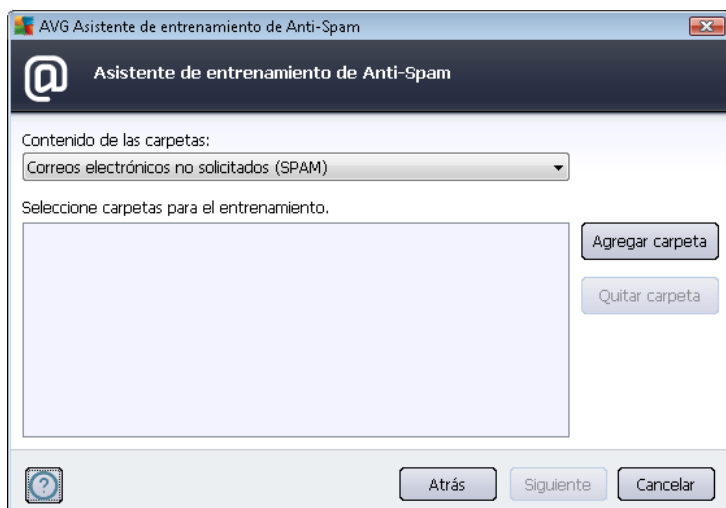 AVG Asistente de entrenamiento de Anti-Spam
Asistente de entrenamiento de Anti-Spam
Contenido de las carpetas:
Correos electrónicos no solicitados (SPAM)
Seleccione carpetas para el entrenamiento.
Agregar carpeta
Quitar carpeta
Atrás
Siguiente
Cancelar